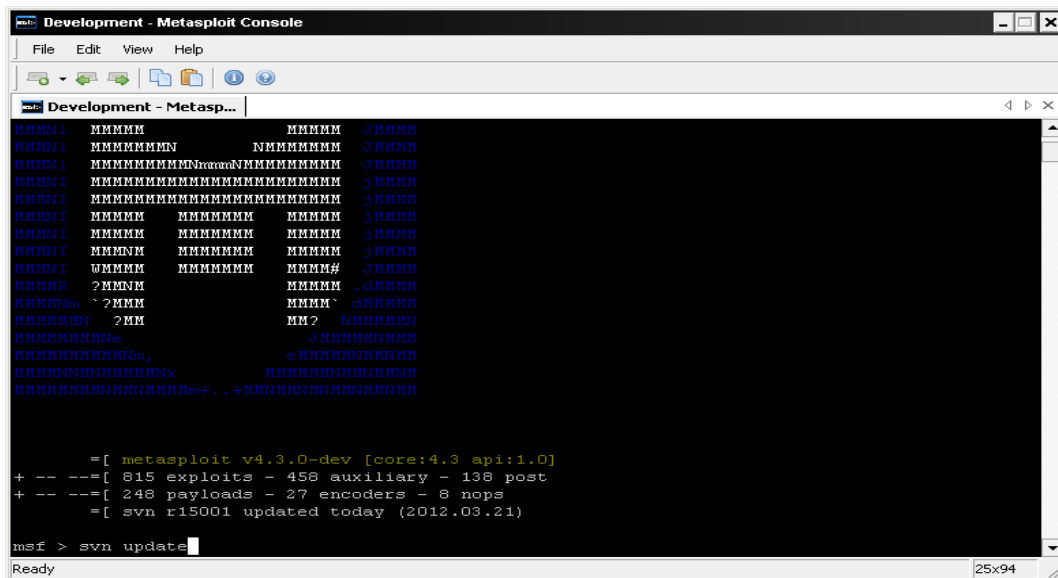 Development - Metasploit Console
File Edit View Help
Development - Metasp...
=[ metasploit v4.3.0-dev [core:4.3 api:1.0]
+ -- --=[ 815 exploits - 458 auxiliary - 138 post
+ -- --=[ 248 payloads - 27 encoders - 8 nops
=[ svn r15001 updated today (2012.03.21)
msf > svn update
Ready 25x94